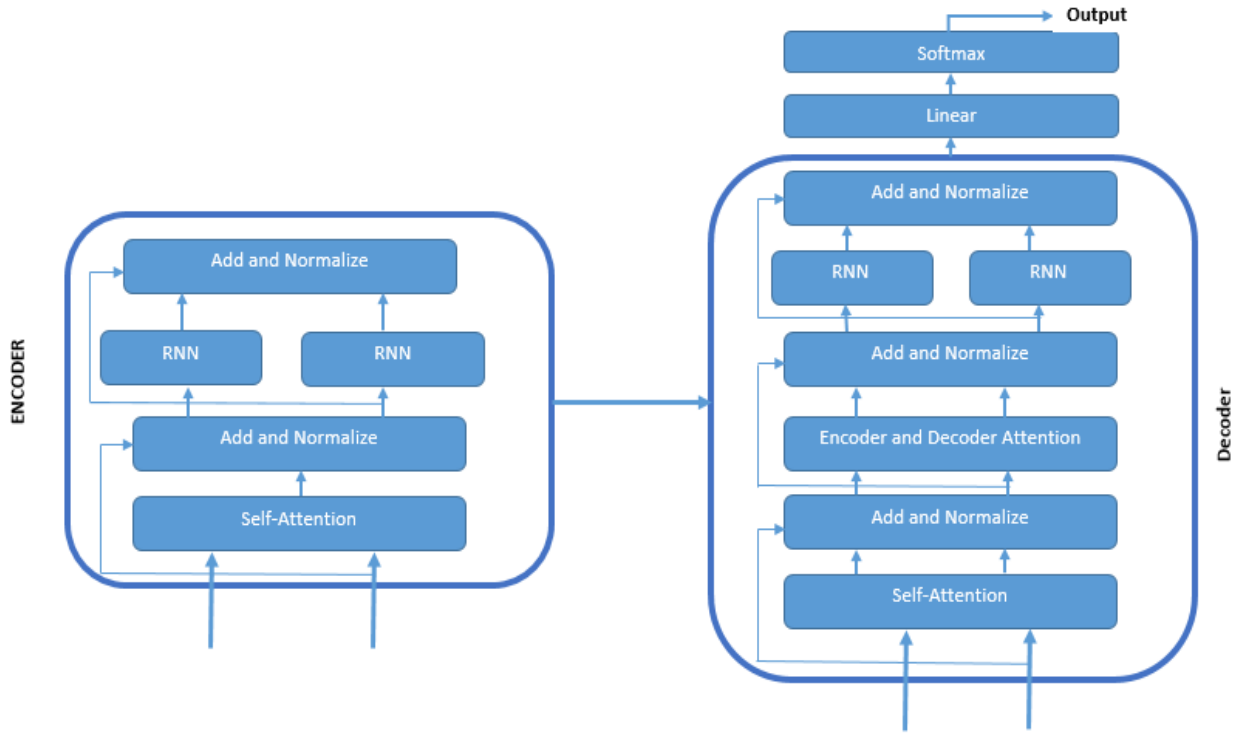 ENCODER
Add and Normalize
RNN
RNN
Add and Normalize
Self-Attention
Output
Softmax
Linear
Add and Normalize
RNN
RNN
Add and Normalize
Encoder and Decoder Attention
Add and Normalize
Self-Attention
Decoder